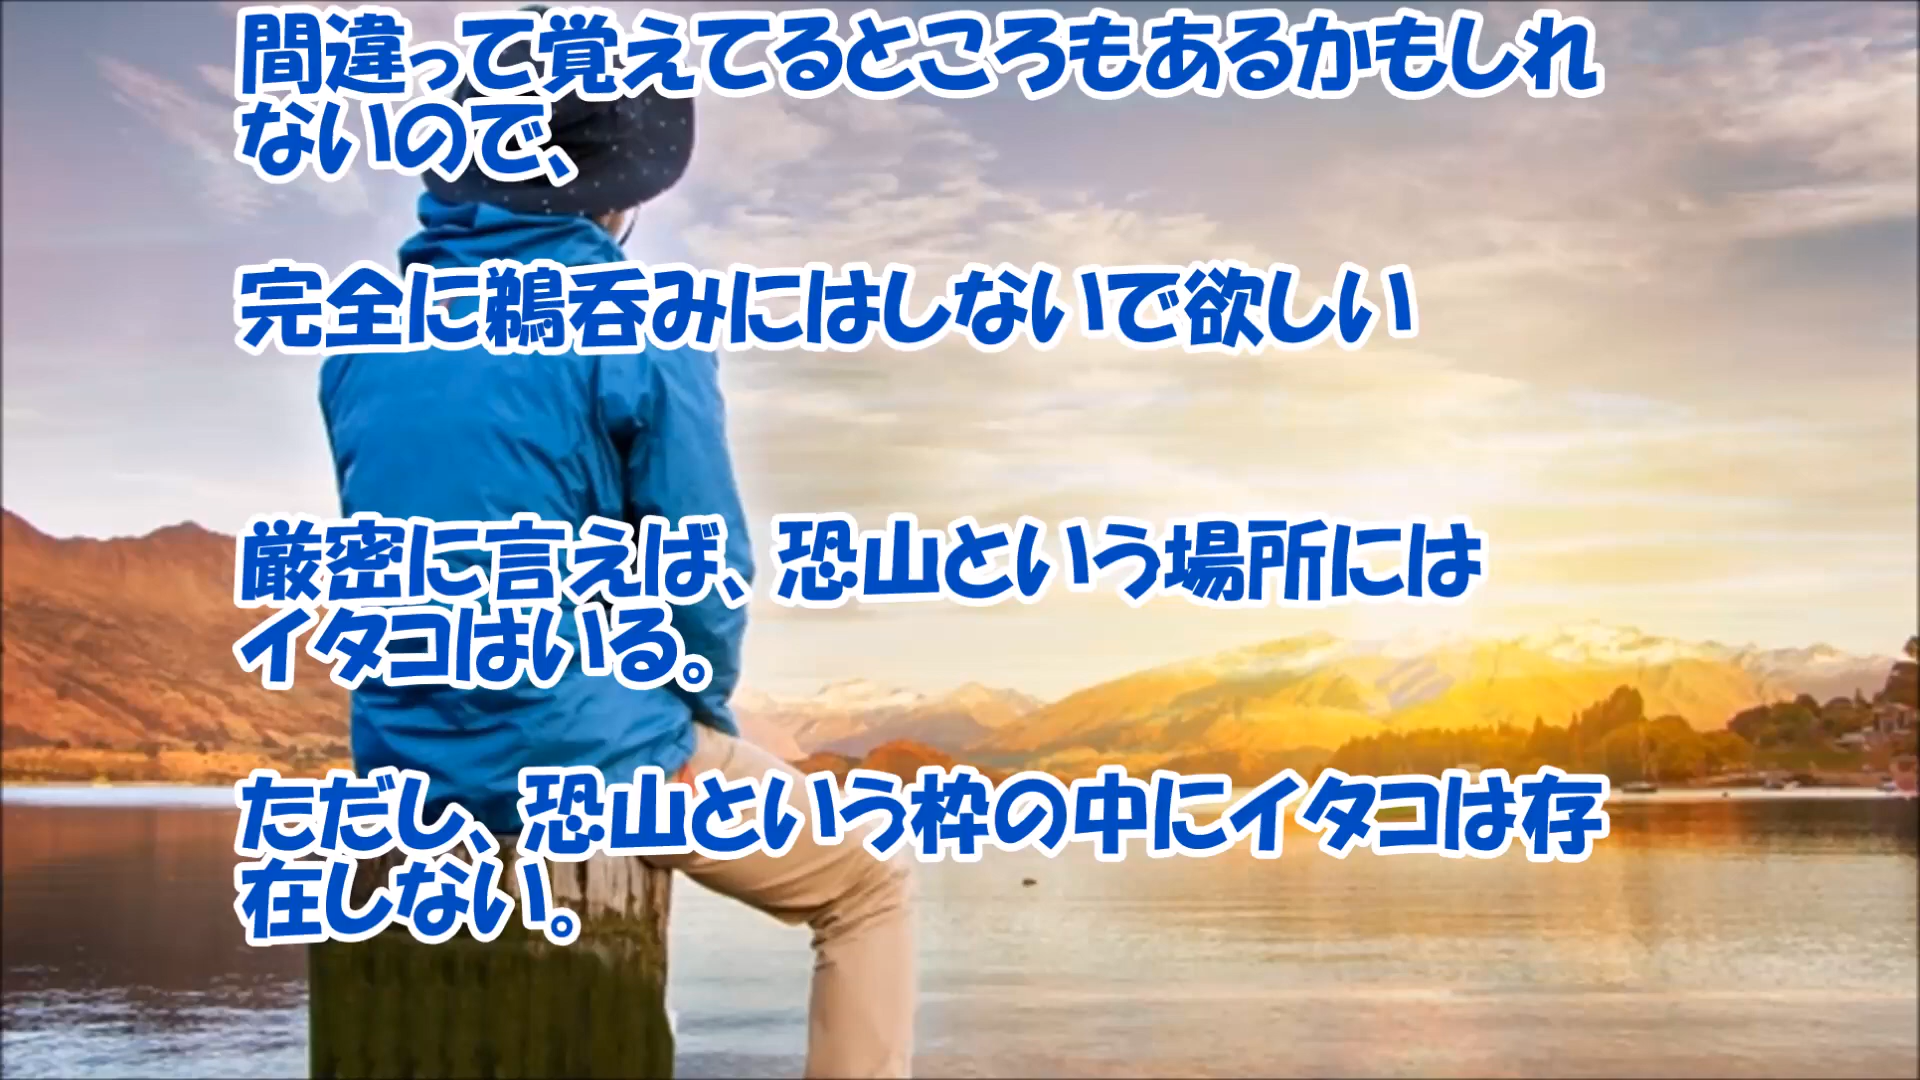 間違って覚えてるところもあるかもしれ
ないので、
完全に鵜呑みにはしないで欲しい
厳密に言えば、恐山という場所には
イタコはいる。
ただし、恐山という枠の中にイタコは存
在しない。